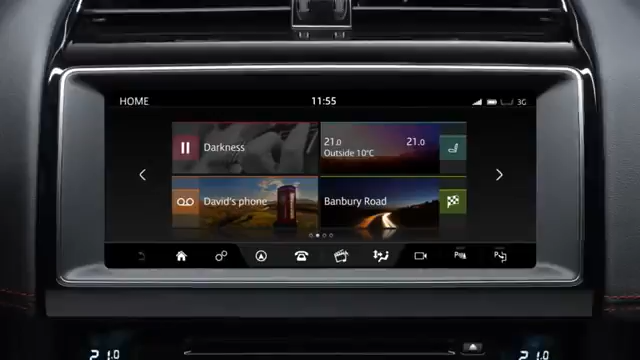 HOME
11:55
3G
Darkness
21.0
21.0
Outside 10°C
David's phone
Banbury Road
21.0
21.0